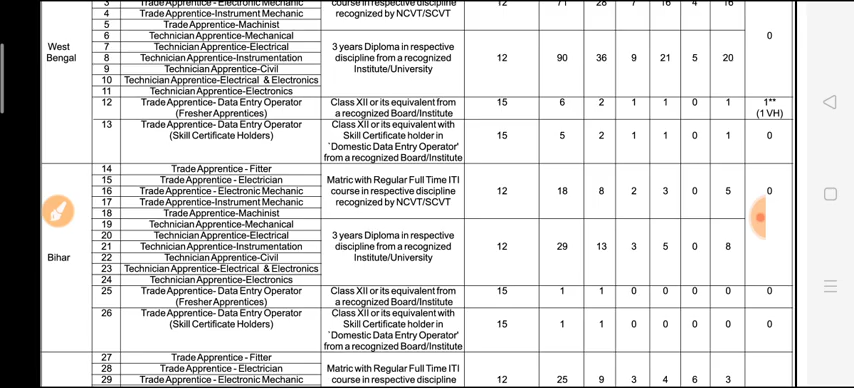 3 Trade Apprentice - Electronic Mechanic course in respective discipline 12 71 28 7 16 4 16
4 Trade Apprentice-Instrument Mechanic recognized by NCVT/SCVT
5 Trade Apprentice-Machinist
6 Technician Apprentice-Mechanical 0
West Bengal
7 Technician Apprentice-Electrical 3 years Diploma in respective
8 Technician Apprentice-Instrumentation discipline from a recognized 12 90 36 9 21 5 20
9 Technician Apprentice-Civil Institute/University
10 Technician Apprentice-Electrical & Electronics
11 Technician Apprentice-Electronics
12 Trade Apprentice- Data Entry Operator Class XII or its equivalent from 15 6 2 1 1 0 1 1**
(Fresher Apprentices) a recognized Board/Institute (1 VH)
13 Trade Apprentice- Data Entry Operator Class XII or its equivalent with
(Skill Certificate Holders) Skill Certificate holder in 15 5 2 1 1 0 1 0
`Domestic Data Entry Operator'
from a recognized Board/Institute
14 Trade Apprentice - Fitter
15 Trade Apprentice - Electrician Matric with Regular Full Time ITI
16 Trade Apprentice - Electronic Mechanic course in respective discipline 12 18 8 2 3 0 5 0
17 Trade Apprentice-Instrument Mechanic recognized by NCVT/SCVT
18 Trade Apprentice-Machinist
19 Technician Apprentice-Mechanical
20 Technician Apprentice-Electrical 3 years Diploma in respective
21 Technician Apprentice-Instrumentation discipline from a recognized 12 29 13 3 5 0 8
Bihar 22 Technician Apprentice-Civil Institute/University
23 Technician Apprentice-Electrical & Electronics
24 Technician Apprentice-Electronics
25 Trade Apprentice- Data Entry Operator Class XII or its equivalent from 15 1 1 0 0 0 0 0
(Fresher Apprentices) a recognized Board/Institute
26 Trade Apprentice- Data Entry Operator Class XII or its equivalent with
(Skill Certificate Holders) Skill Certificate holder in 15 1 1 0 0 0 0 0
`Domestic Data Entry Operator'
from a recognized Board/Institute
27 Trade Apprentice - Fitter
28 Trade Apprentice - Electrician Matric with Regular Full Time ITI
29 Trade Apprentice - Electronic Mechanic course in respective discipline 12 25 9 3 4 6 3